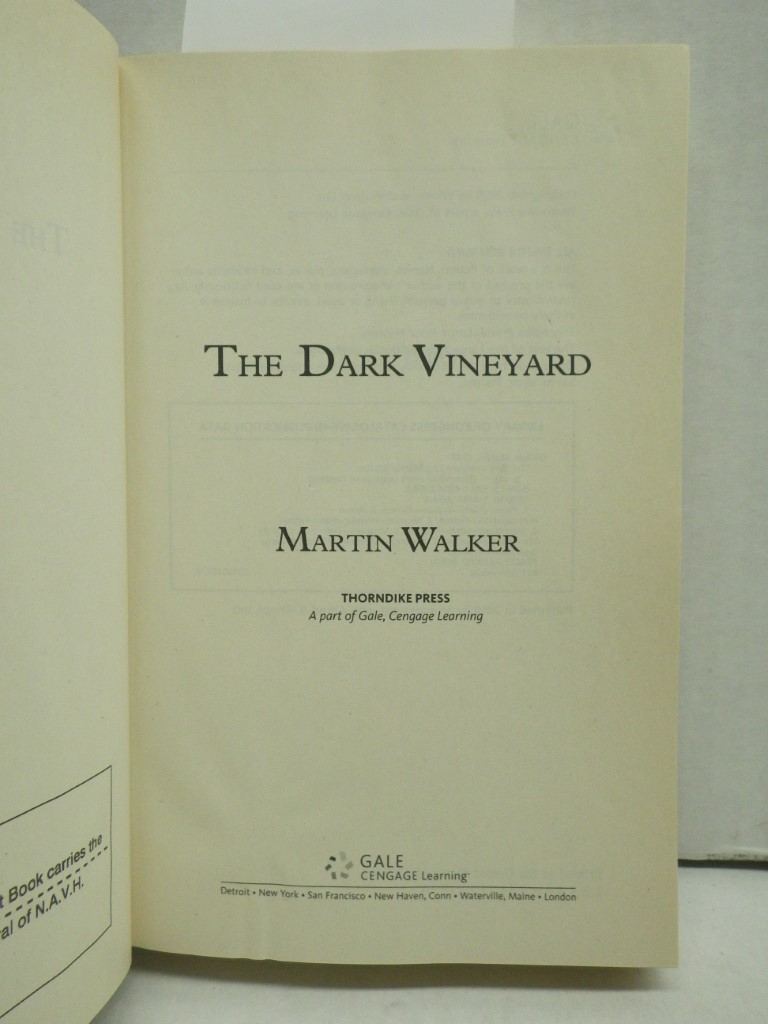 t Book carries the
al of N.A.V.H.
THE DARK VINEYARD
MARTIN WALKER
THORNDIKE PRESS
A part of Gale, Cengage Learning
GALE
CENGAGE Learning
Detroit • New York • San Francisco • New Haven, Conn • Waterville, Maine • London